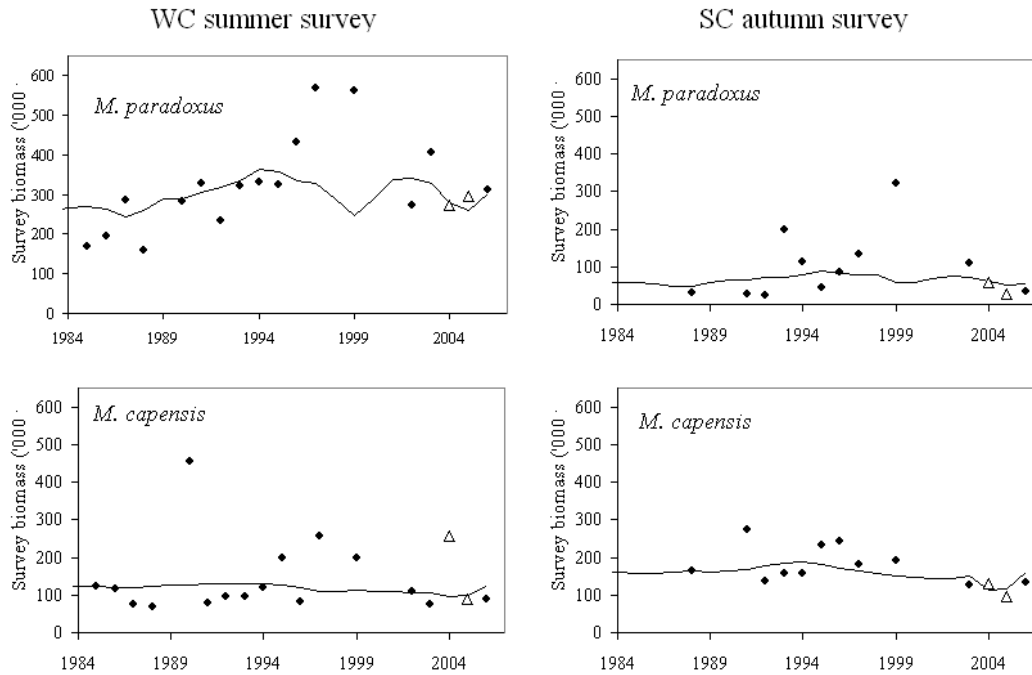 WC summer survey
SC autumn survey
Survey biomass ('000 .
600
500
400
300
200
100
0
M. paradoxus
1984 1989 1994 1999 2004
Survey biomass ('000 .
600
500
400
300
200
100
0
M. paradoxus
1984 1989 1994 1999 2004
Survey biomass ('000 .
600
500
400
300
200
100
0
M. capensis
1984 1989 1994 1999 2004
Survey biomass ('000 .
600
500
400
300
200
100
0
M. capensis
1984 1989 1994 1999 2004